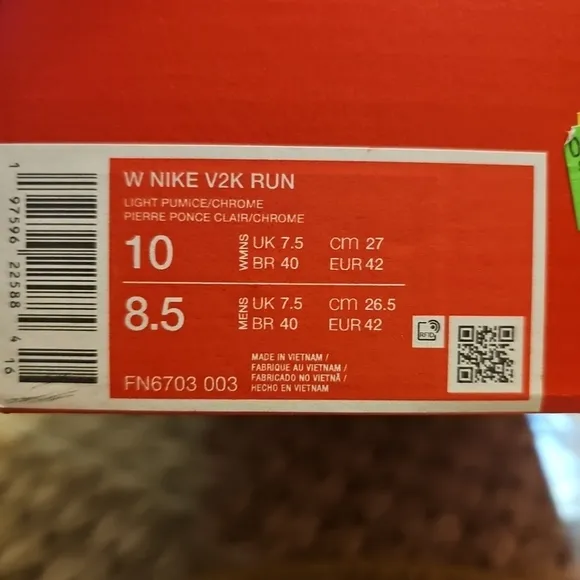 W NIKE V2K RUN
LIGHT PUMICE/CHROME
PIERRE PONCE CLAIR/CHROME
10 WMNS UK 7.5 cm 27
BR 40 EUR 42
8.5 MENS UK 7.5 cm 26.5
BR 40 EUR 42
RFID
MADE IN VIETNAM /
FABRIQUE AU VIETNAM /
FABRICADO NO VIETNÃ /
HECHO EN VIETNAM
FN6703 003
1 97596 22588 4 16